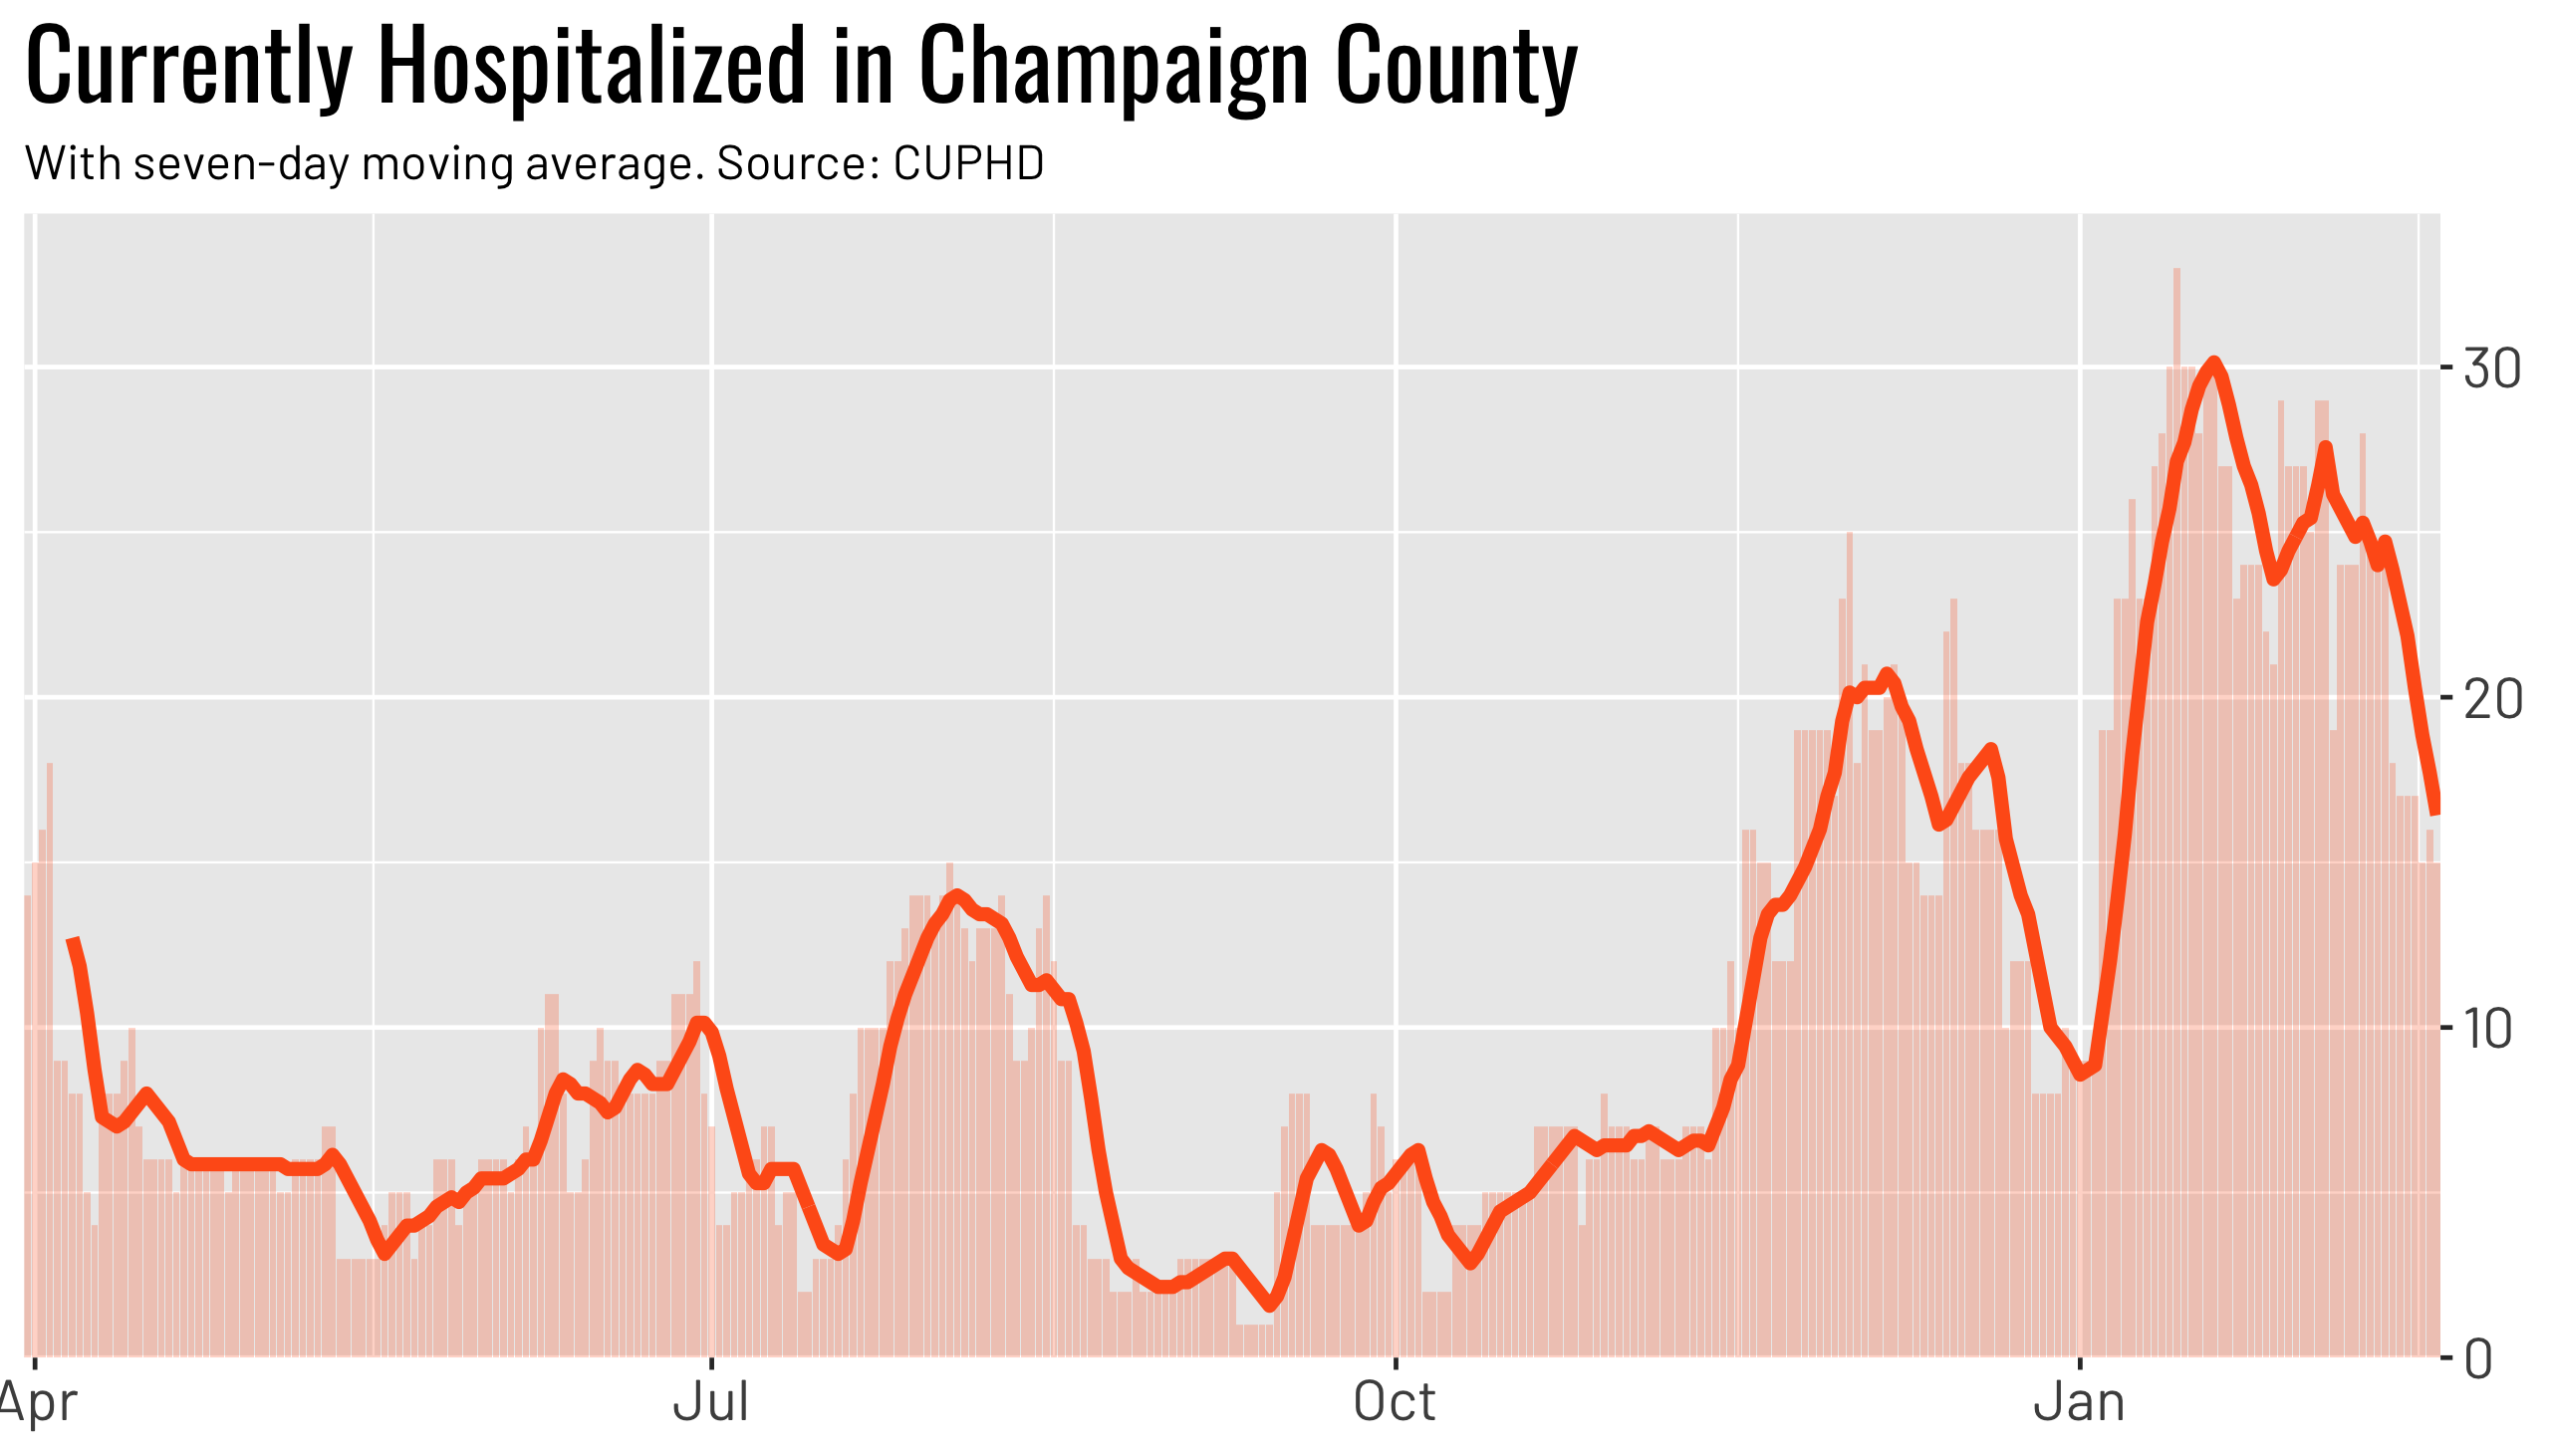 Currently Hospitalized in Champaign County
With seven-day moving average. Source: CUPHD
30
20
10
0
Apr
Jul
Oct
Jan